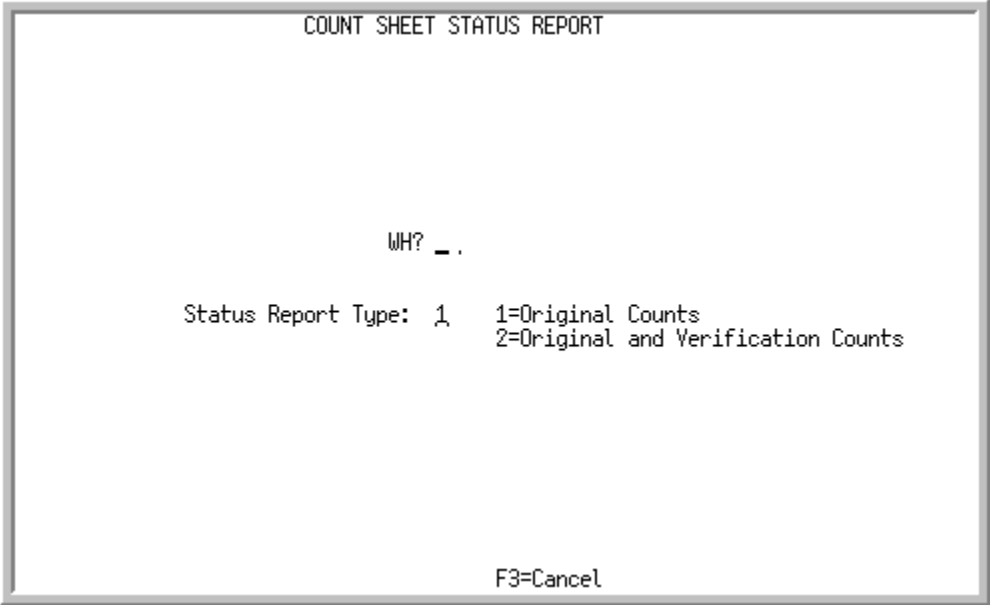 COUNT SHEET STATUS REPORT
WH? _ .
Status Report Type: 1 1=Original Counts
2=Original and Verification Counts
F3=Cancel